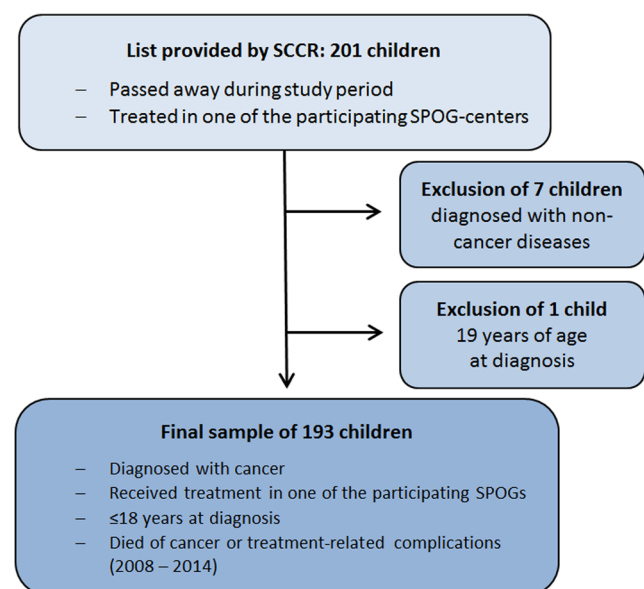 List provided by SCCR: 201 children
– Passed away during study period
– Treated in one of the participating SPOG-centers
Exclusion of 7 children
diagnosed with non-
cancer diseases
Exclusion of 1 child
19 years of age
at diagnosis
Final sample of 193 children
– Diagnosed with cancer
– Received treatment in one of the participating SPOGs
– ≤18 years at diagnosis
– Died of cancer or treatment-related complications
(2008 – 2014)